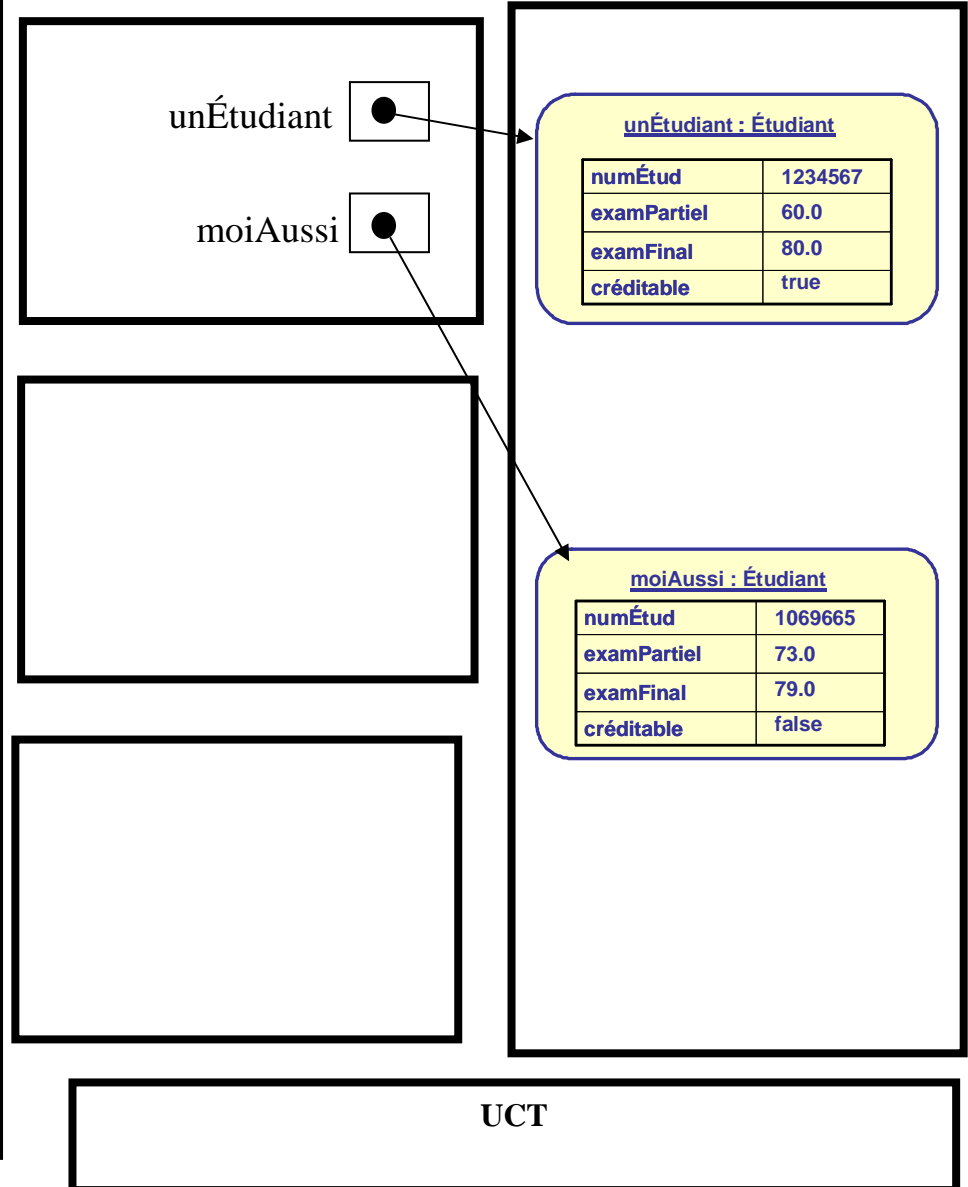 unÉtudiant
moiAussi
unÉtudiant : Étudiant
numÉtud 1234567
examPartiel 60.0
examFinal 80.0
créditable true
moiAussi : Étudiant
numÉtud 1069665
examPartiel 73.0
examFinal 79.0
créditable false
UCT